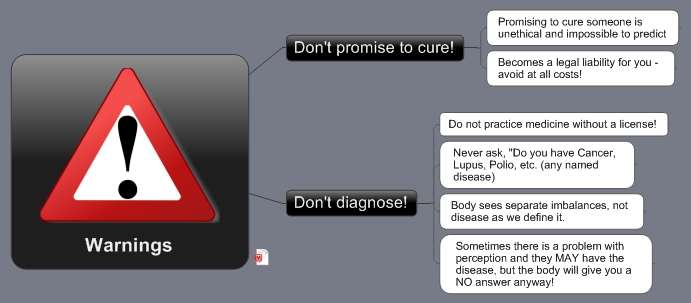 Warnings
Don't promise to cure!
Promising to cure someone is
unethical and impossible to predict
Becomes a legal liability for you -
avoid at all costs!
Don't diagnose!
Do not practice medicine without a license!
Never ask, "Do you have Cancer,
Lupus, Polio, etc. (any named
disease)
Body sees separate imbalances, not
disease as we define it.
Sometimes there is a problem with
perception and they MAY have the
disease, but the body will give you a
NO answer anyway!